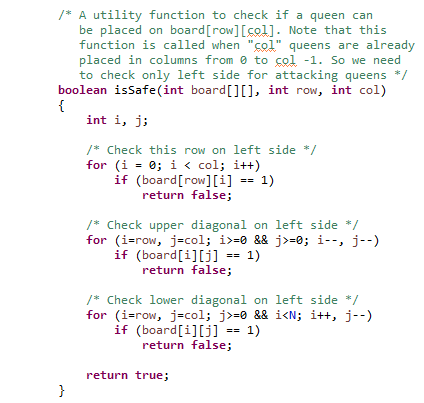 /* A utility function to check if a queen can
be placed on board[row][col]. Note that this
function is called when "col" queens are already
placed in columns from 0 to col -1. So we need
to check only left side for attacking queens */
boolean isSafe(int board[][], int row, int col)
{
int i, j;
/* Check this row on left side */
for (i = 0; i < col; i++)
if (board[row][i] == 1)
return false;
/* Check upper diagonal on left side */
for (i=row, j=col; i>=0 && j>=0; i--, j--)
if (board[i][j] == 1)
return false;
/* Check lower diagonal on left side */
for (i=row, j=col; j>=0 && i<N; i++, j--)
if (board[i][j] == 1)
return false;
return true;
}